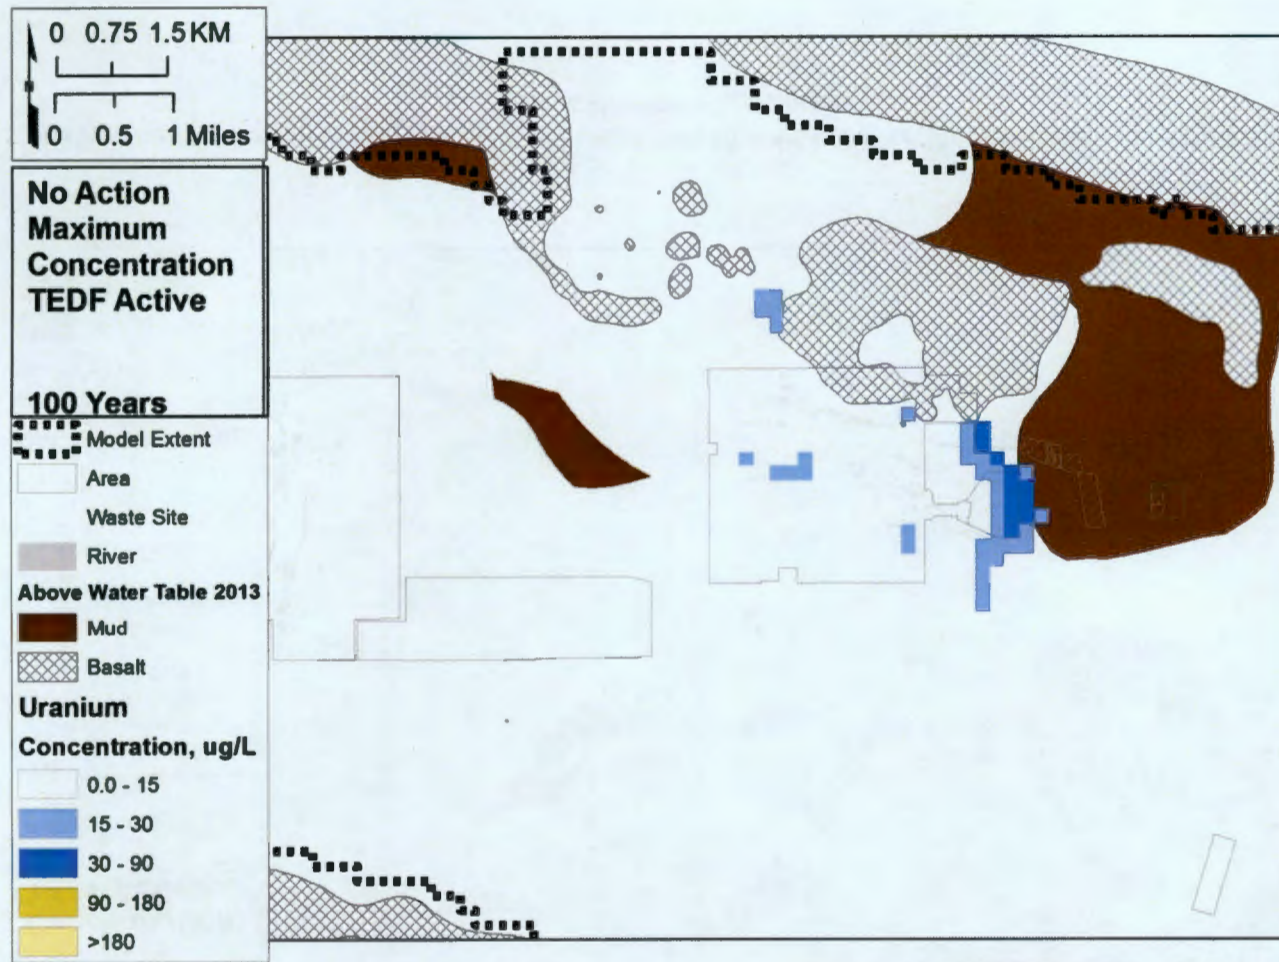 0 0.75 1.5 KM
0 0.5 1 Miles
No Action
Maximum
Concentration
TEDF Active
100 Years
Model Extent
Area
Waste Site
River
Above Water Table 2013
Mud
Basalt
Uranium
Concentration, ug/L
0.0 - 15
15 - 30
30 - 90
90 - 180
>180